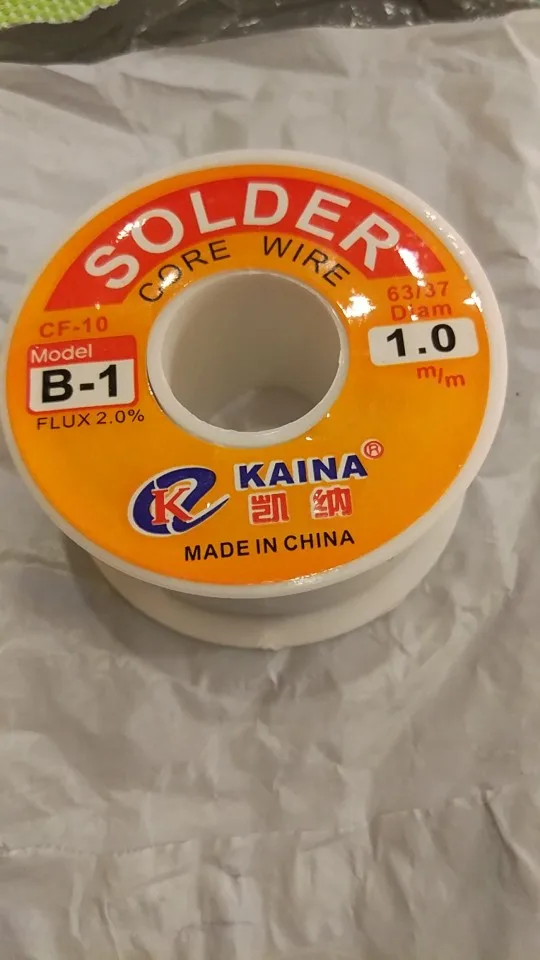 SOLDER
CORE WIRE
CF-10
Model
B-1
FLUX 2.0%
63/37
Diam
1.0
m/m
K
KAINA®
凯纳
MADE IN CHINA